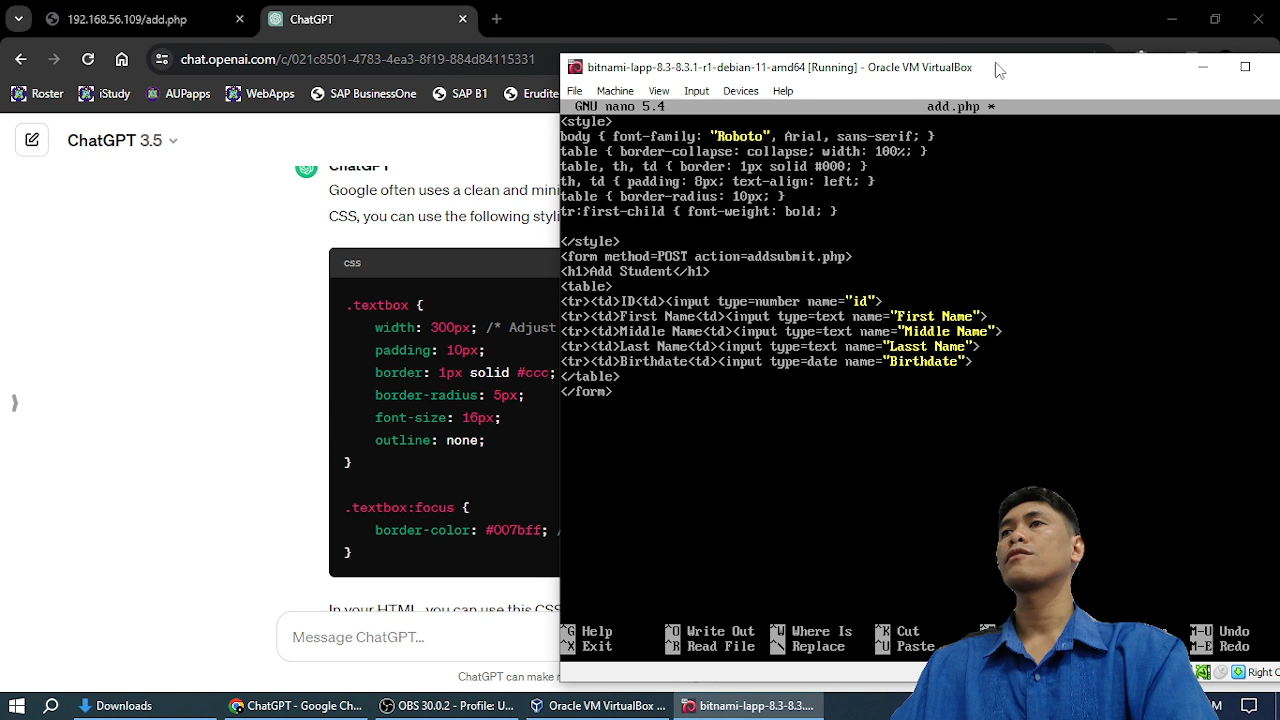 192.168.56.109/add.php
ChatGPT
chat.openai.com/c/021c8501-4783-4ea3-8f19-884d84115331
Roster
iStudy
AUPapps
WebApps
SAP BusinessOne
SAP B1
Erudite
ChatGPT 3.5
ChatGPT
Google often uses a clean and mini
CSS, you can use the following styli
css
.textbox {
width: 300px; /* Adjust
padding: 10px;
border: 1px solid #ccc;
border-radius: 5px;
font-size: 16px;
outline: none;
}
.textbox:focus {
border-color: #007bff; /
}
In your HTML, you can use this CSS
Message ChatGPT...
ChatGPT can make
bitnami-lapp-8.3-8.3.1-r1-debian-11-amd64 [Running] - Oracle VM VirtualBox
File Machine View Input Devices Help
GNU nano 5.4 add.php *
<style>
body { font-family: "Roboto", Arial, sans-serif; }
table { border-collapse: collapse; width: 100%; }
table, th, td { border: 1px solid #000; }
th, td { padding: 8px; text-align: left; }
table { border-radius: 10px; }
tr:first-child { font-weight: bold; }
</style>
<form method=POST action=addsubmit.php>
<h1>Add Student</h1>
<table>
<tr><td>ID<td><input type=number name="id">
<tr><td>First Name<td><input type=text name="First Name">
<tr><td>Middle Name<td><input type=text name="Middle Name">
<tr><td>Last Name<td><input type=text name="Lasst Name">
<tr><td>Birthdate<td><input type=date name="Birthdate">
</table>
</form>
^G Help ^O Write Out ^W Where Is ^K Cut M-U Undo
^X Exit ^R Read File ^\ Replace ^U Paste M-E Redo
Right C
Downloads
ChatGPT - Google Ch...
OBS 30.0.2 - Profile: U...
Oracle VM VirtualBox ...
bitnami-lapp-8.3-8.3....